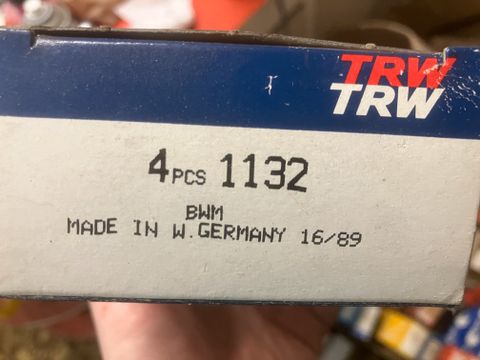 TRW
TRW
4PCS 1132
BWM
MADE IN W.GERMANY 16/89